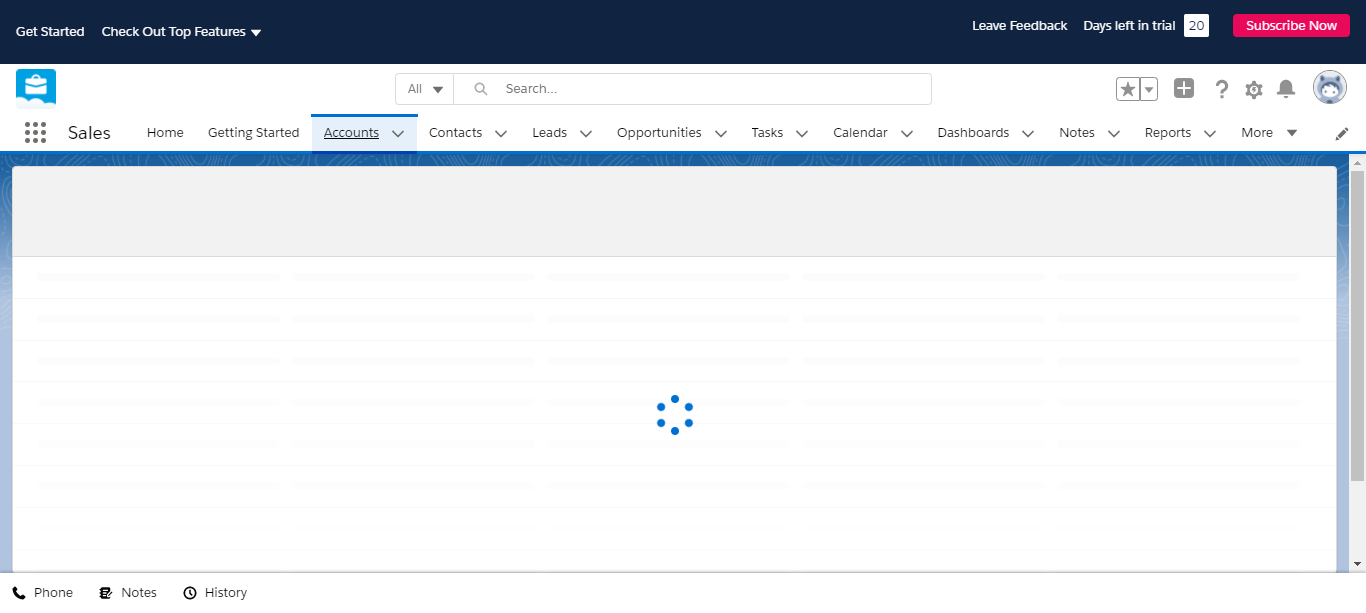 Get Started Check Out Top Features Leave Feedback Days left in trial 20 Subscribe Now
All Search...
Sales Home Getting Started Accounts Contacts Leads Opportunities Tasks Calendar Dashboards Notes Reports More
Phone Notes History